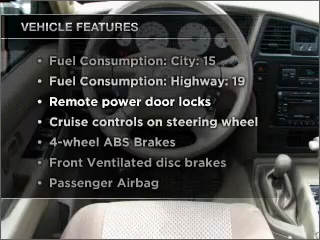 VEHICLE FEATURES
• Fuel Consumption: City: 15
• Fuel Consumption: Highway: 19
• Remote power door locks
• Cruise controls on steering wheel
• 4-wheel ABS Brakes
• Front Ventilated disc brakes
• Passenger Airbag